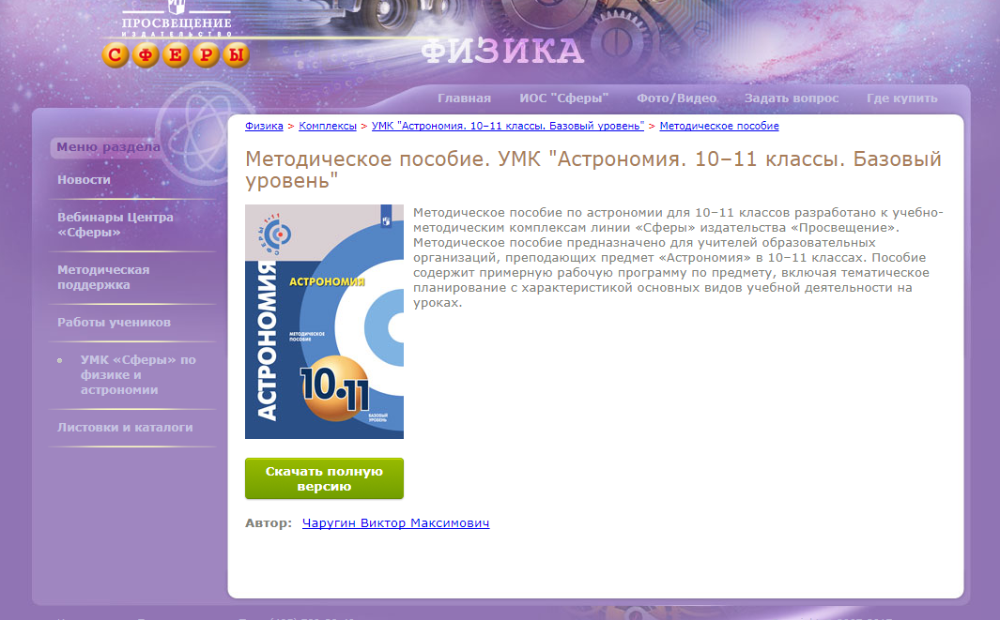 ПРОСВЕЩЕНИЕ
ИЗДАТЕЛЬСТВО
СФЕРЫ
ФИЗИКА
Главная ИОС "Сферы" Фото/Видео Задать вопрос Где купить
Меню раздела
Новости
Вебинары Центра
«Сферы»
Методическая
поддержка
Работы учеников
УМК «Сферы» по
физике и
астрономии
Листовки и каталоги
Физика > Комплексы > УМК "Астрономия. 10–11 классы. Базовый уровень" > Методическое пособие
Методическое пособие. УМК "Астрономия. 10–11 классы. Базовый
уровень"
СФЕРЫ 1-11
АСТРОНОМИЯ
АСТРОНОМИЯ
МЕТОДИЧЕСКОЕ
ПОСОБИЕ
10-11
БАЗОВЫЙ
УРОВЕНЬ
Методическое пособие по астрономии для 10–11 классов разработано к учебно-
методическим комплексам линии «Сферы» издательства «Просвещение».
Методическое пособие предназначено для учителей образовательных
организаций, преподающих предмет «Астрономия» в 10–11 классах. Пособие
содержит примерную рабочую программу по предмету, включая тематическое
планирование с характеристикой основных видов учебной деятельности на
уроках.
Скачать полную
версию
Автор: Чаругин Виктор Максимович